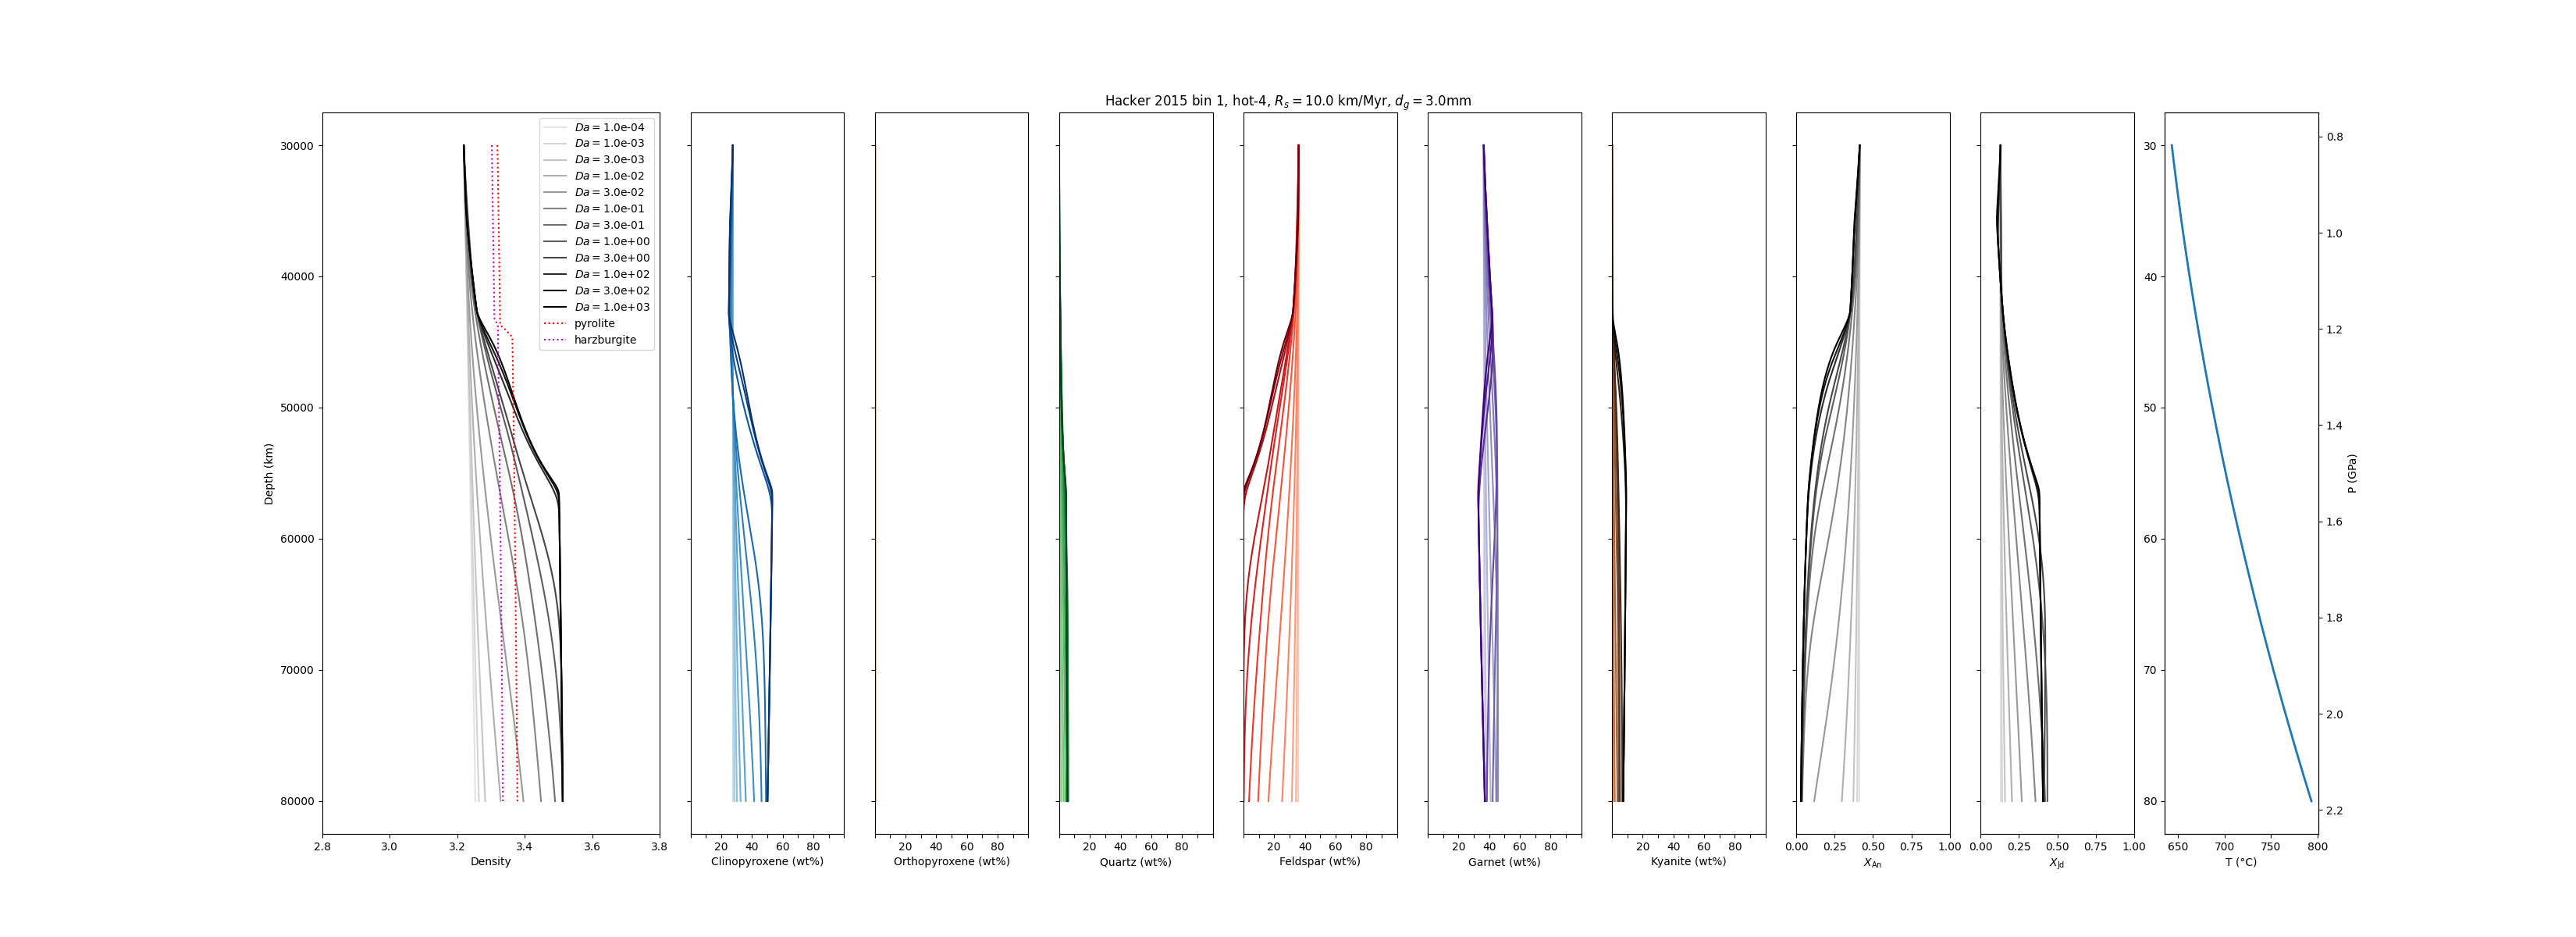 Hacker 2015 bin 1, hot-4, R_s = 10.0 km/Myr, d_g = 3.0mm
Da = 1.0e-04
Da = 1.0e-03
Da = 3.0e-03
Da = 1.0e-02
Da = 3.0e-02
Da = 1.0e-01
Da = 3.0e-01
Da = 1.0e+00
Da = 3.0e+00
Da = 1.0e+02
Da = 3.0e+02
Da = 1.0e+03
pyrolite
harzburgite
Depth (km)
30000
40000
50000
60000
70000
80000
2.8 3.0 3.2 3.4 3.6 3.8
Density
20 40 60 80
Clinopyroxene (wt%)
20 40 60 80
Orthopyroxene (wt%)
20 40 60 80
Quartz (wt%)
20 40 60 80
Feldspar (wt%)
20 40 60 80
Garnet (wt%)
20 40 60 80
Kyanite (wt%)
0.00 0.25 0.50 0.75 1.00
X_An
0.00 0.25 0.50 0.75 1.00
X_Jd
30
40
50
60
70
80
650 700 750 800
T (°C)
0.8
1.0
1.2
1.4
1.6
1.8
2.0
2.2
P (GPa)